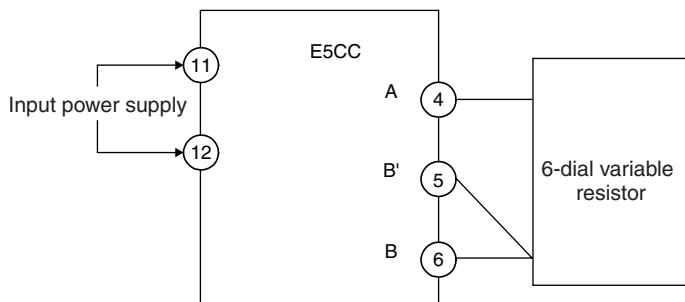 E5CC
11
Input power supply
12
A
4
B'
5
B
6
6-dial variable
resistor